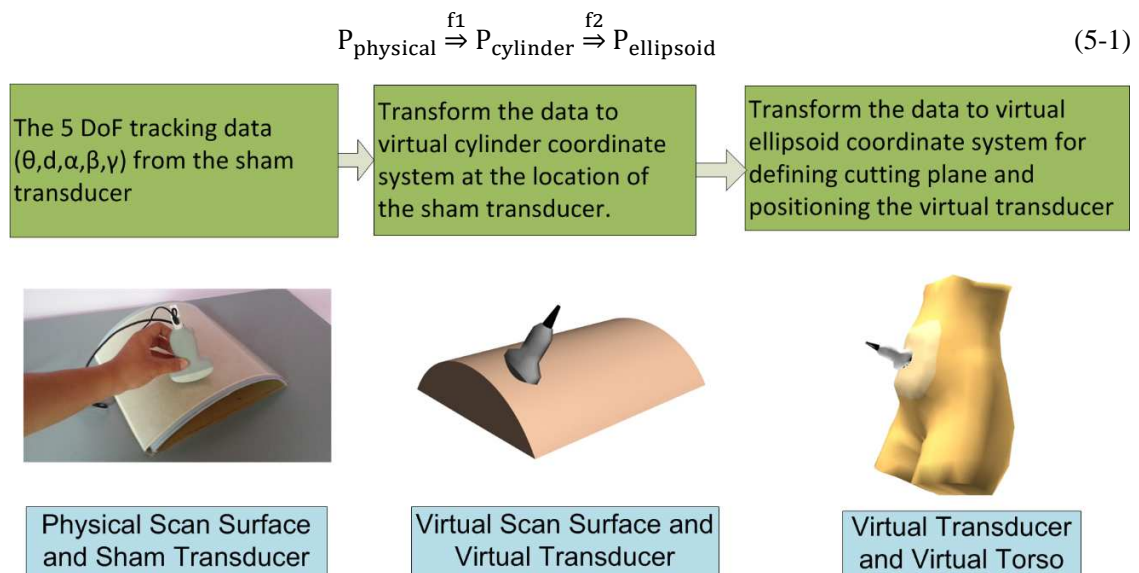 P_physical ⇒ P_cylinder ⇒ P_ellipsoid (5-1)
f1 f2
The 5 DoF tracking data
(θ,d,α,β,γ) from the sham
transducer
Transform the data to
virtual cylinder coordinate
system at the location of
the sham transducer.
Transform the data to virtual
ellipsoid coordinate system for
defining cutting plane and
positioning the virtual transducer
Physical Scan Surface
and Sham Transducer
Virtual Scan Surface and
Virtual Transducer
Virtual Transducer
and Virtual Torso